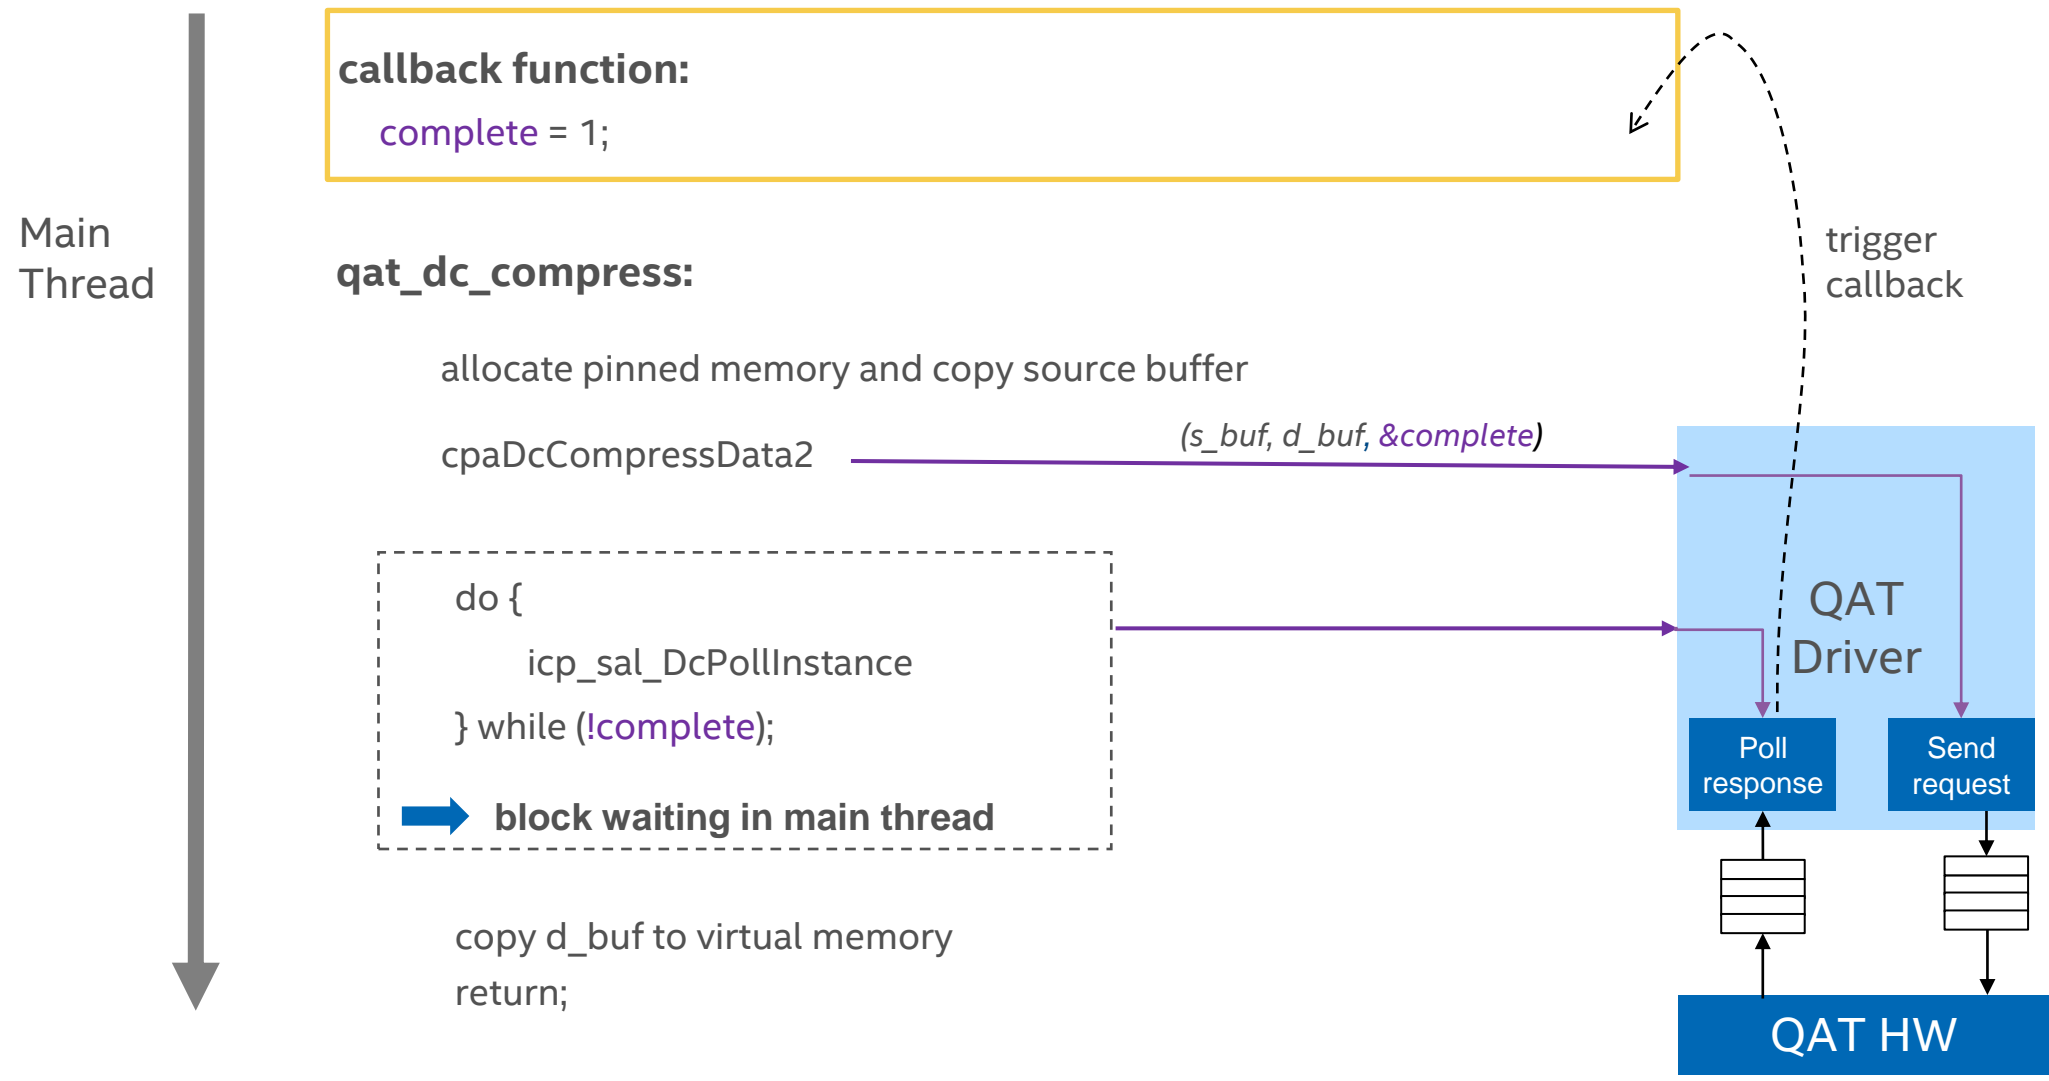 callback function:
complete = 1;
Main
Thread
trigger
callback
qat_dc_compress:
allocate pinned memory and copy source buffer
cpaDcCompressData2
(s_buf, d_buf, &complete)
do {
icp_sal_DcPollInstance
} while (!complete);
block waiting in main thread
QAT
Driver
Poll
response
Send
request
copy d_buf to virtual memory
return;
QAT HW